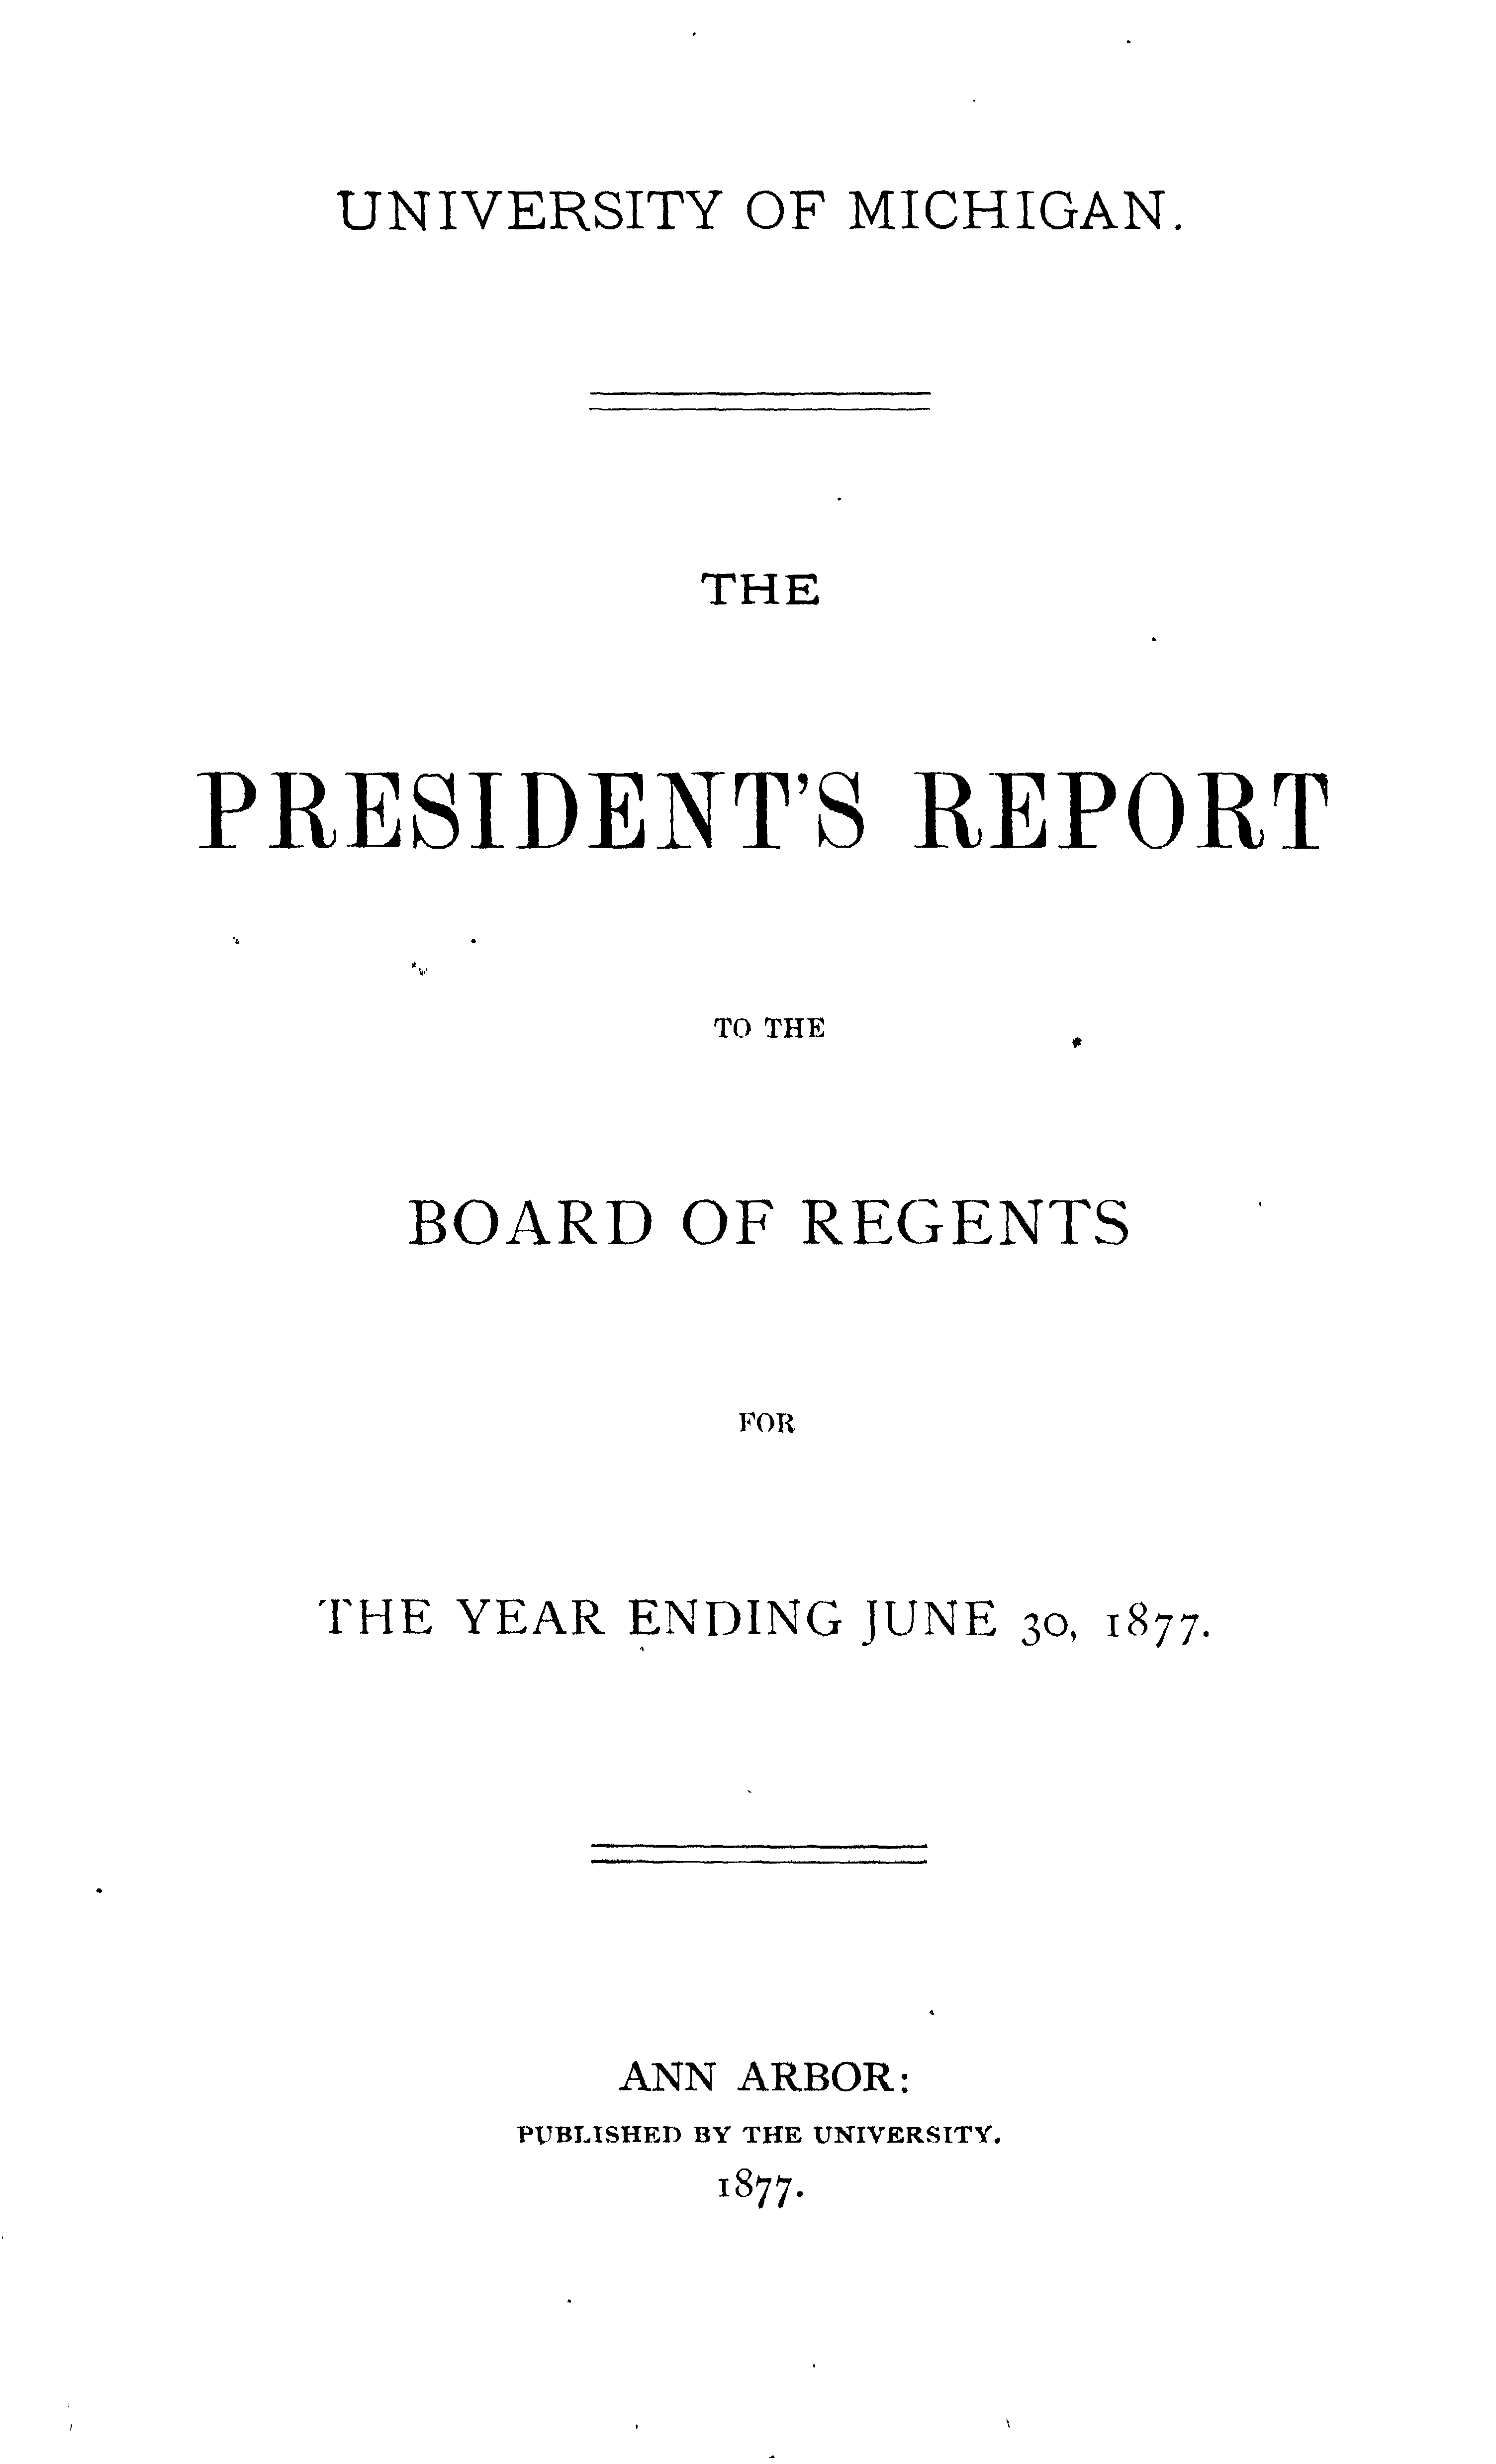 UNIVERSITY OF MICHIGAN.
THE
PRESIDENT'S REPORT
TO THE
BOARD OF REGENTS
FOR
THE YEAR ENDING JUNE 30, 1877.
ANN ARBOR:
PUBLISHED BY THE UNIVERSITY.
1877.